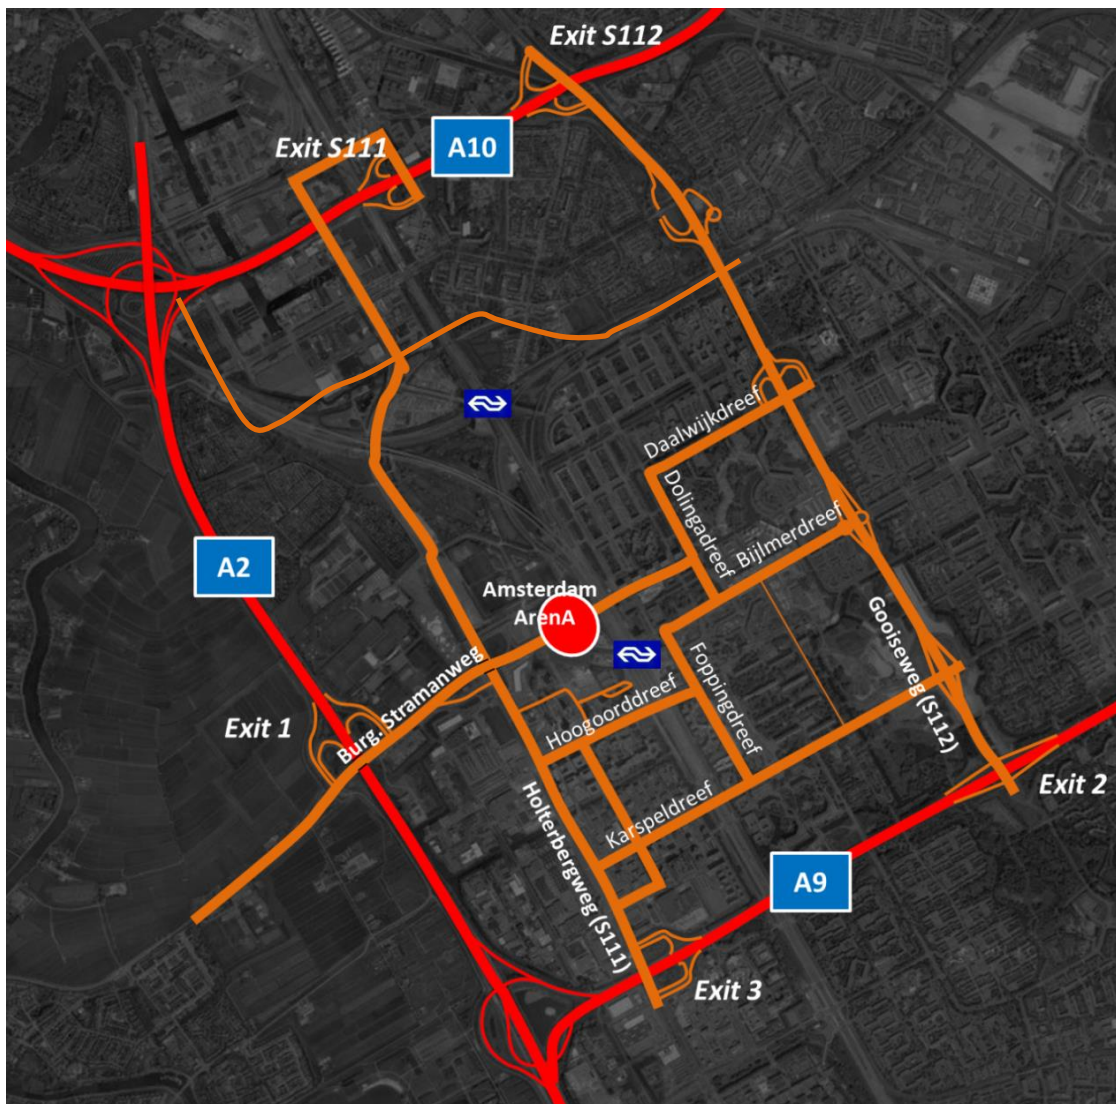 Exit S112
Exit S111
A10
Daalwijkdreef
Dolingadreef
Bijlmerdreef
A2
Amsterdam
ArenA
Gooiseweg (S112)
Foppingdreef
Burg. Stramanweg
Hoogoorddreef
Exit 1
Exit 2
Holterbergweg (S111)
Karspeldreef
A9
Exit 3